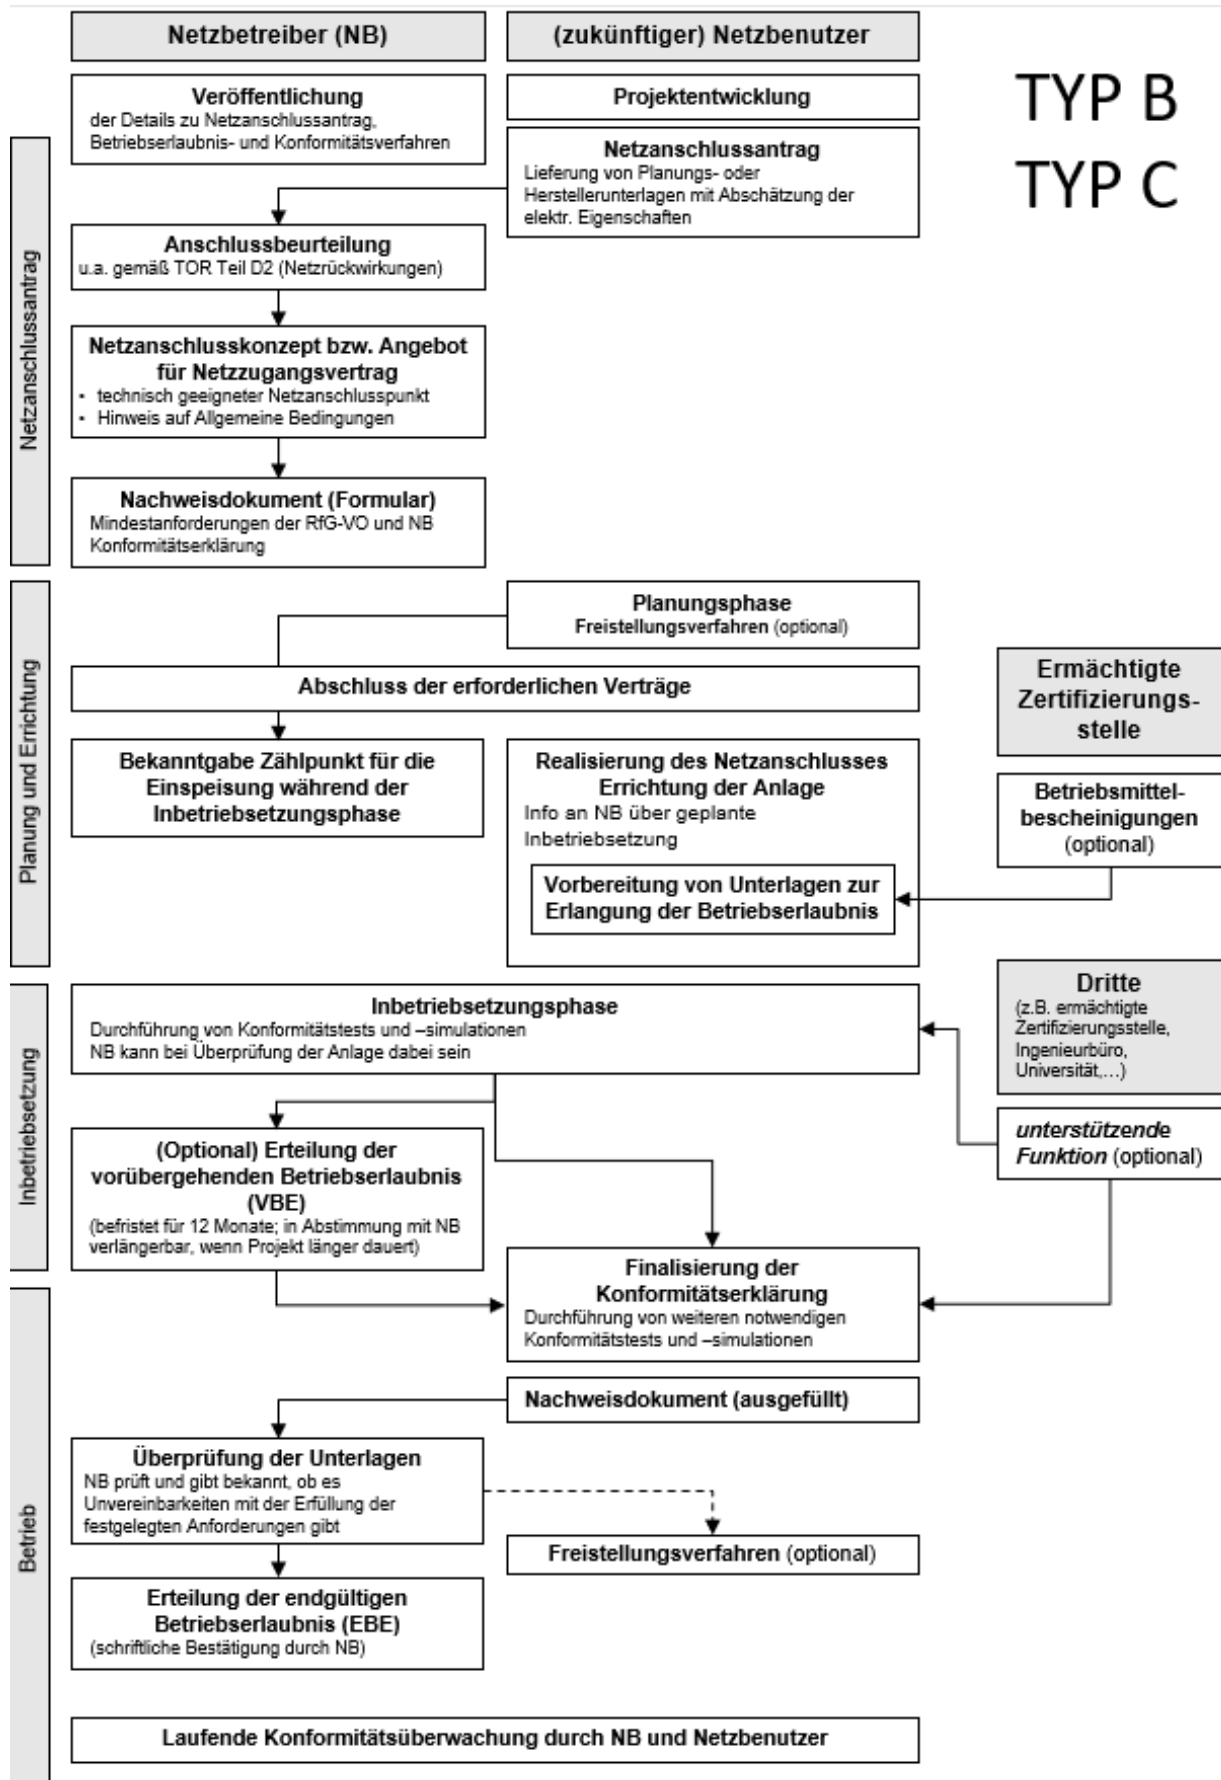 Netzbetreiber (NB)
(zukünftiger) Netzbenutzer
TYP B
TYP C
Veröffentlichung
der Details zu Netzanschlussantrag,
Betriebserlaubnis- und Konformitätsverfahren
Projektentwicklung
Netzanschlussantrag
Netzanschlussantrag
Lieferung von Planungs- oder
Herstellerunterlagen mit Abschätzung der
elektr. Eigenschaften
Anschlussbeurteilung
u.a. gemäß TOR Teil D2 (Netzrückwirkungen)
Netzanschlusskonzept bzw. Angebot
für Netzzugangsvertrag
▪ technisch geeigneter Netzanschlusspunkt
▪ Hinweis auf Allgemeine Bedingungen
Nachweisdokument (Formular)
Mindestanforderungen der RfG-VO und NB
Konformitätserklärung
Planung und Errichtung
Planungsphase
Freistellungsverfahren (optional)
Abschluss der erforderlichen Verträge
Ermächtigte
Zertifizierungs-
stelle
Bekanntgabe Zählpunkt für die
Einspeisung während der
Inbetriebsetzungsphase
Realisierung des Netzanschlusses
Errichtung der Anlage
Info an NB über geplante
Inbetriebsetzung
Vorbereitung von Unterlagen zur
Erlangung der Betriebserlaubnis
Betriebsmittel-
bescheinigungen
(optional)
Inbetriebsetzung
Inbetriebsetzungsphase
Durchführung von Konformitätstests und –simulationen
NB kann bei Überprüfung der Anlage dabei sein
Dritte
(z.B. ermächtigte
Zertifizierungsstelle,
Ingenieurbüro,
Universität,…)
unterstützende
Funktion (optional)
(Optional) Erteilung der
vorübergehenden Betriebserlaubnis
(VBE)
(befristet für 12 Monate; in Abstimmung mit NB
verlängerbar, wenn Projekt länger dauert)
Finalisierung der
Konformitätserklärung
Durchführung von weiteren notwendigen
Konformitätstests und –simulationen
Betrieb
Nachweisdokument (ausgefüllt)
Überprüfung der Unterlagen
NB prüft und gibt bekannt, ob es
Unvereinbarkeiten mit der Erfüllung der
festgelegten Anforderungen gibt
Freistellungsverfahren (optional)
Erteilung der endgültigen
Betriebserlaubnis (EBE)
(schriftliche Bestätigung durch NB)
Laufende Konformitätsüberwachung durch NB und Netzbenutzer